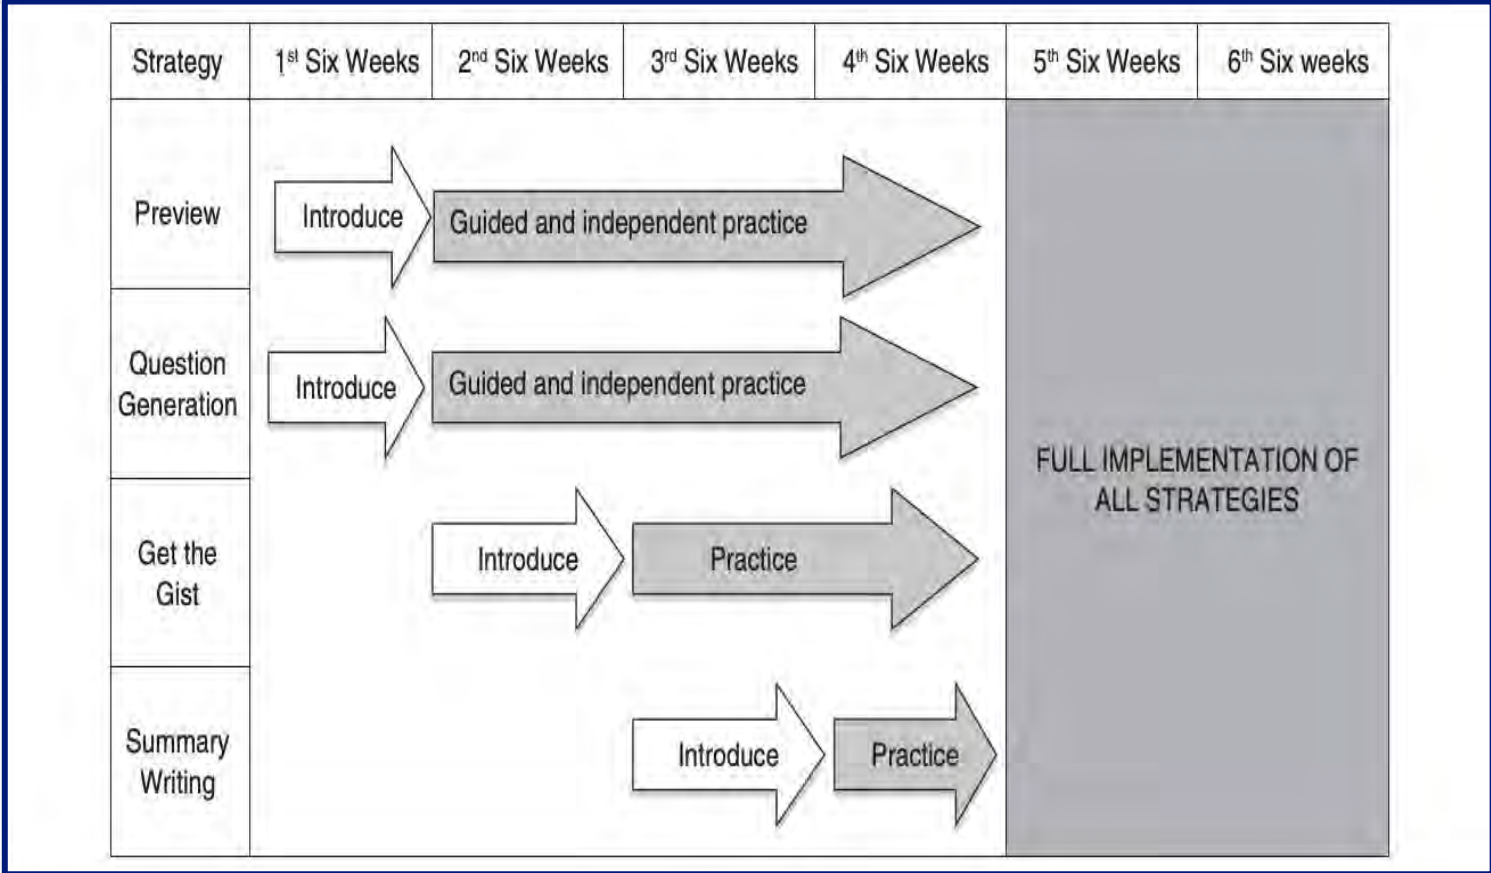 Strategy
1st Six Weeks
2nd Six Weeks
3rd Six Weeks
4th Six Weeks
5th Six Weeks
6th Six weeks
Preview
Introduce
Guided and independent practice
Question
Generation
Introduce
Guided and independent practice
Get the
Gist
Introduce
Practice
Summary
Writing
Introduce
Practice
FULL IMPLEMENTATION OF
ALL STRATEGIES